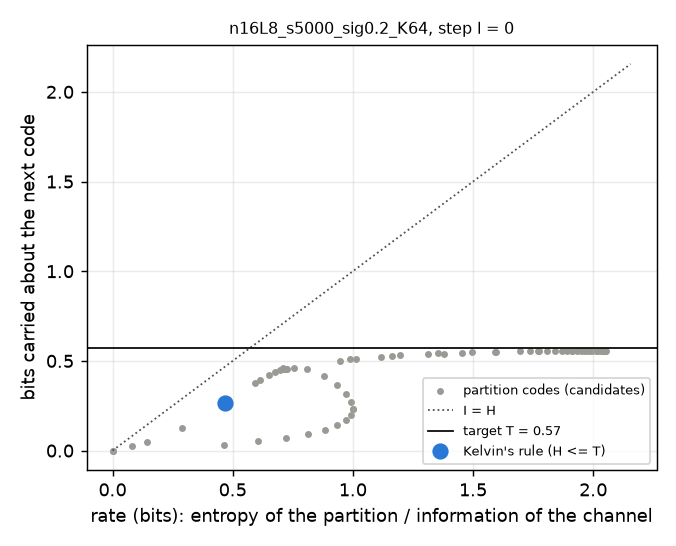 n16L8_s5000_sig0.2_K64, step l = 0
bits carried about the next code
2.0
1.5
1.0
0.5
0.0
partition codes (candidates)
I = H
target T = 0.57
Kelvin's rule (H <= T)
0.0 0.5 1.0 1.5 2.0
rate (bits): entropy of the partition / information of the channel